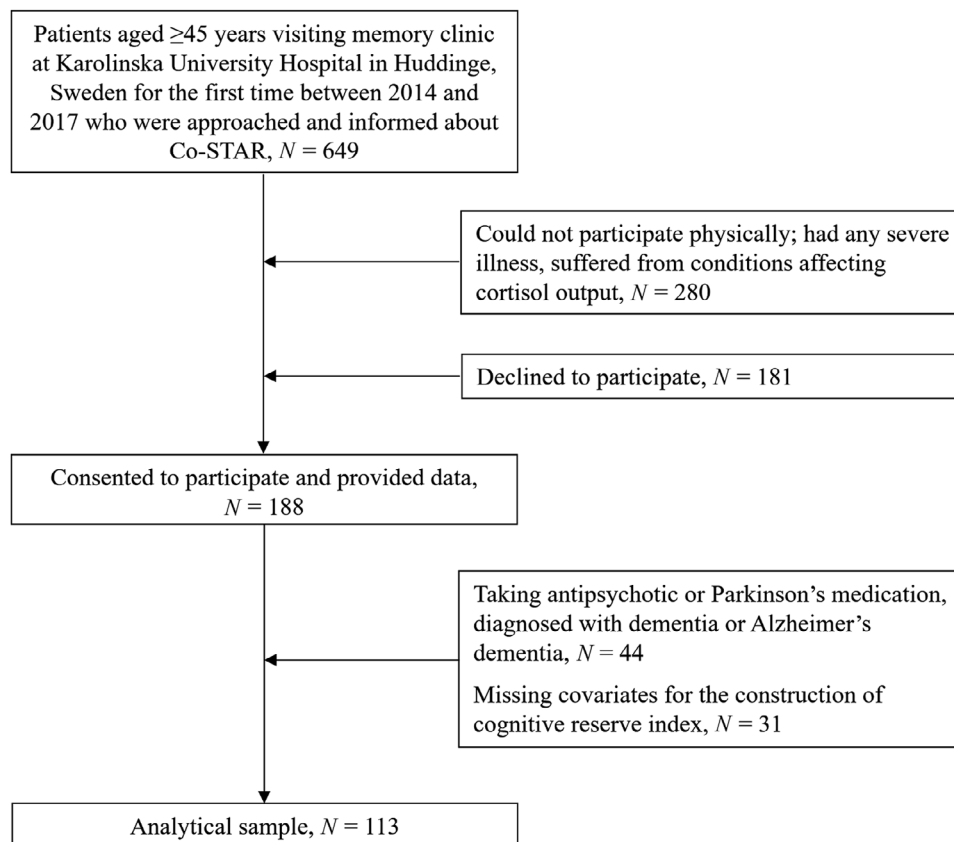 Patients aged ≥45 years visiting memory clinic
at Karolinska University Hospital in Huddinge,
Sweden for the first time between 2014 and
2017 who were approached and informed about
Co-STAR, N = 649
Could not participate physically; had any severe
illness, suffered from conditions affecting
cortisol output, N = 280
Declined to participate, N = 181
Consented to participate and provided data,
N = 188
Taking antipsychotic or Parkinson’s medication,
diagnosed with dementia or Alzheimer’s
dementia, N = 44
Missing covariates for the construction of
cognitive reserve index, N = 31
Analytical sample, N = 113